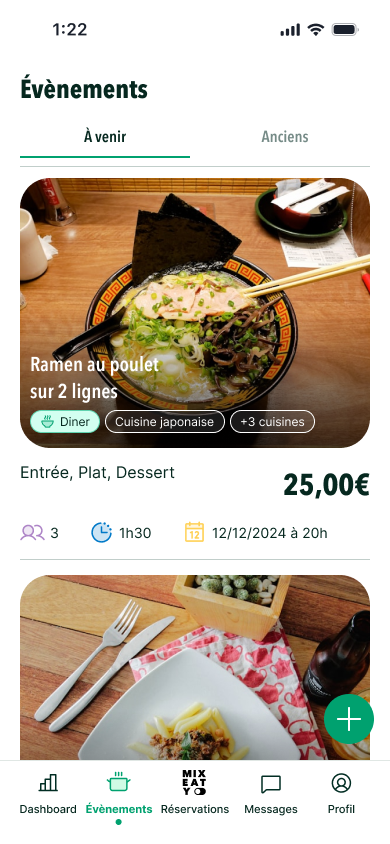 1:22
Évènements
À venir
Anciens
Ramen au poulet
sur 2 lignes
Diner
Cuisine japonaise
+3 cuisines
Entrée, Plat, Dessert
25,00€
3
1h30
12
12/12/2024 à 20h
MIX
EAT
Y
Dashboard
Évènements
Réservations
Messages
Profil